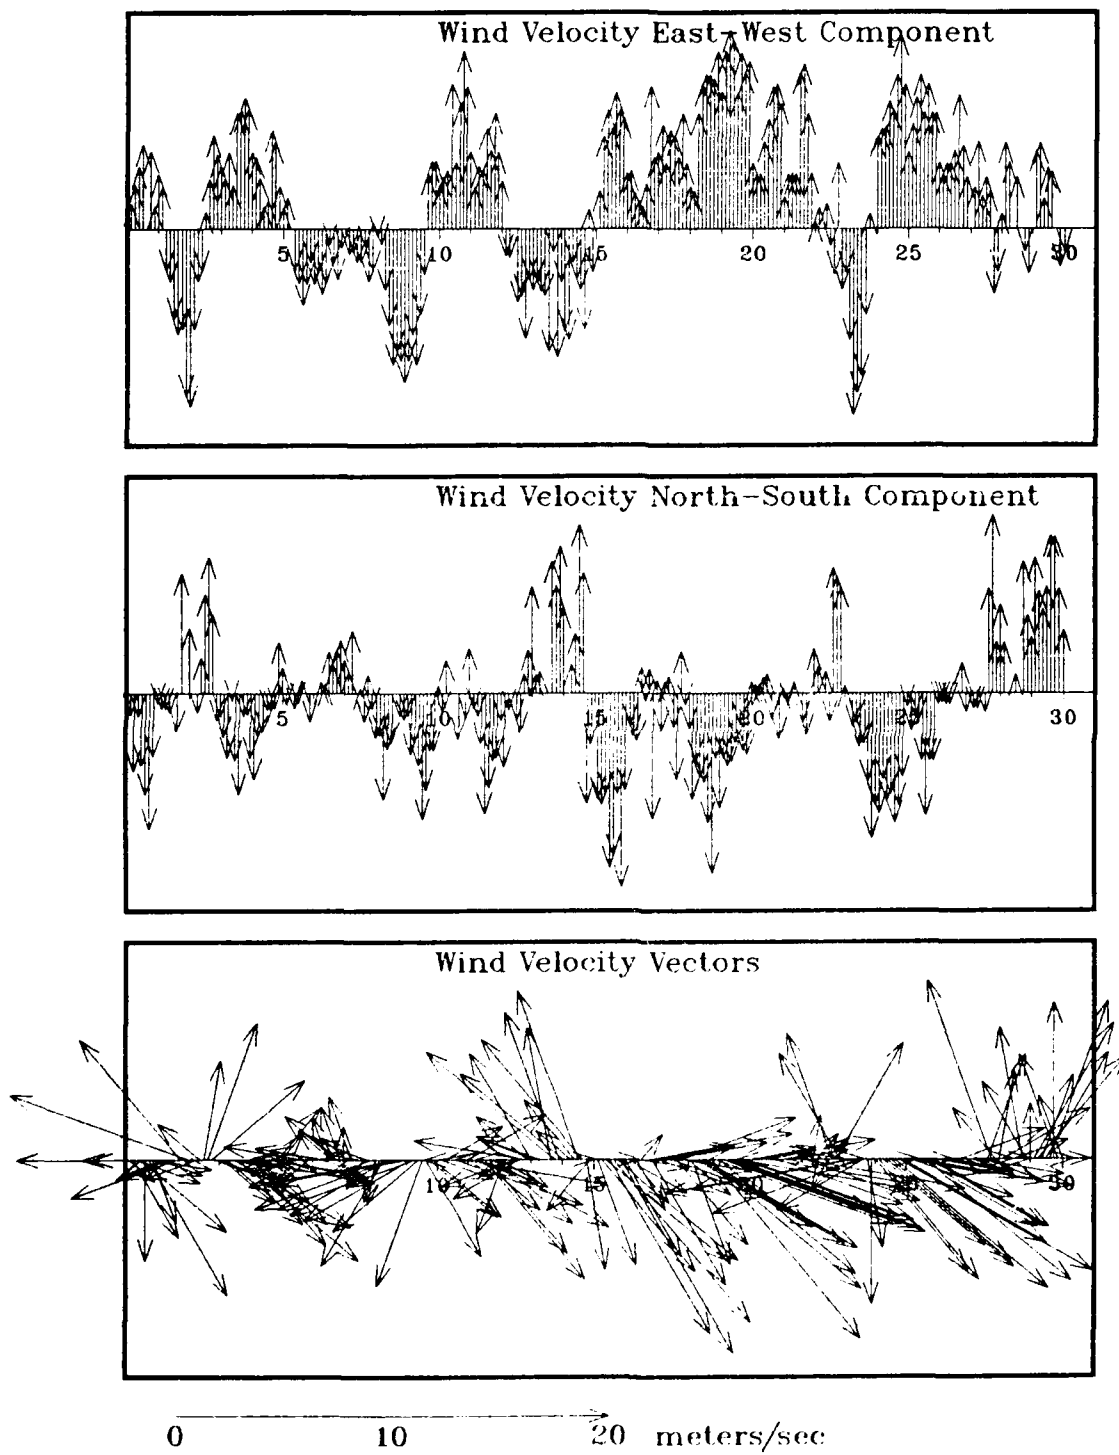 Wind Velocity East-West Component
5 10 15 20 25 30
Wind Velocity North-South Component
5 10 15 20 25 30
Wind Velocity Vectors
10 15 20 25 30
0 10 20 meters/sec